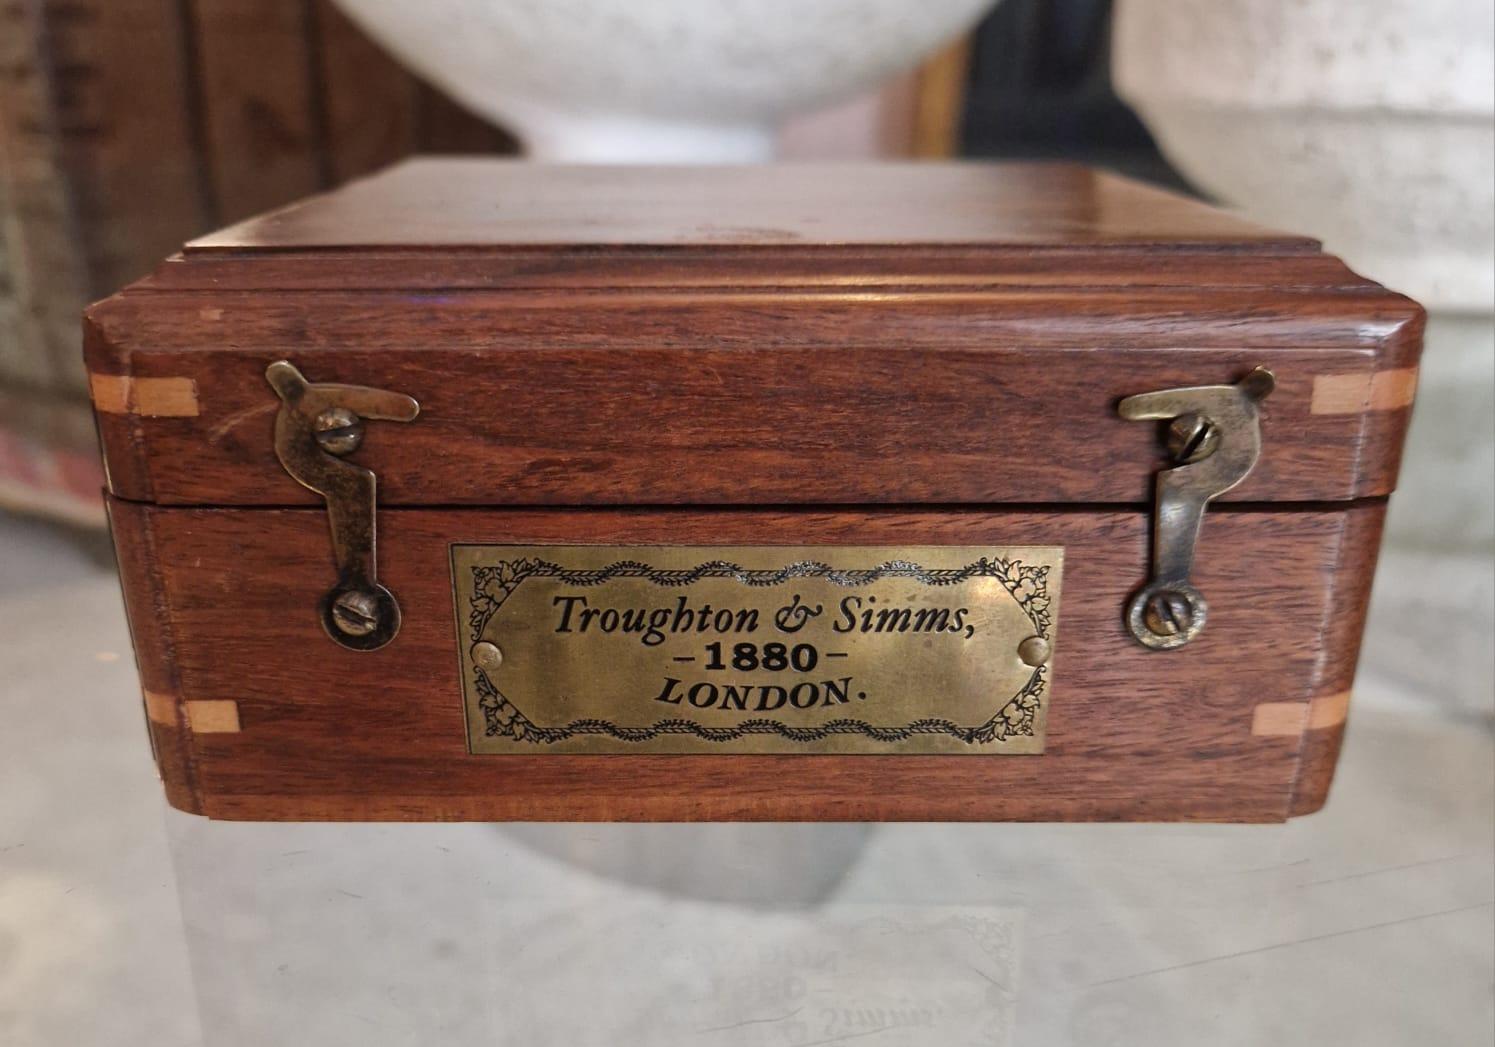 Troughton & Simms,
-1880-
LONDON.